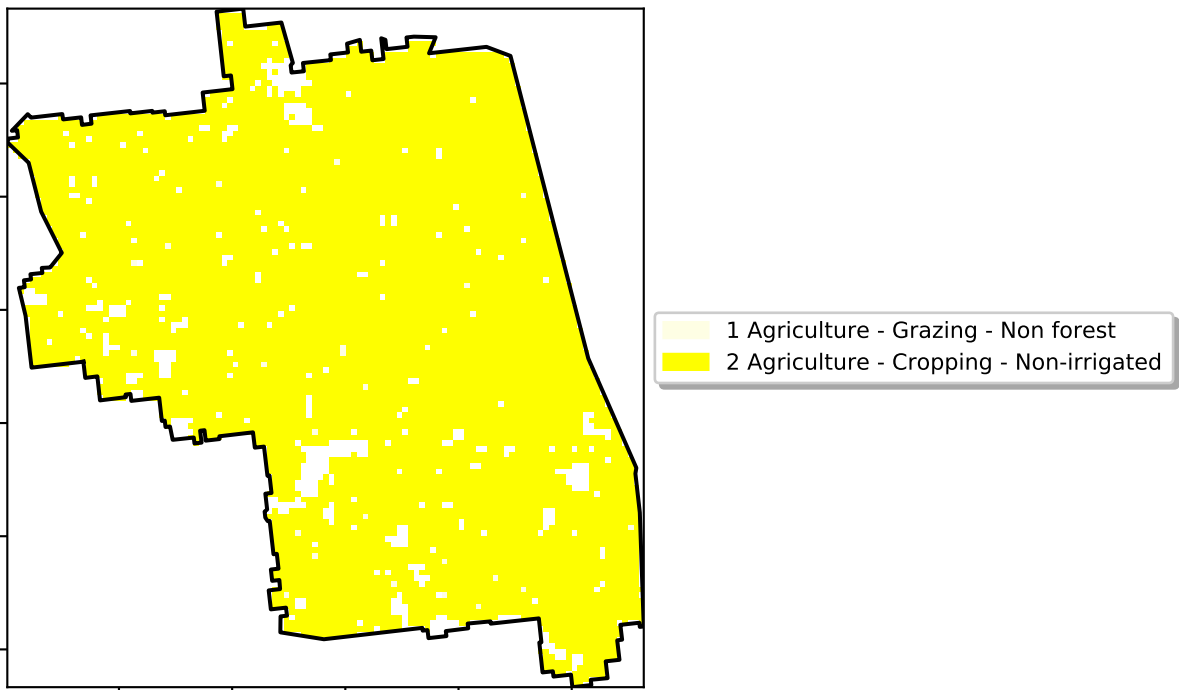 1 Agriculture - Grazing - Non forest
2 Agriculture - Cropping - Non-irrigated